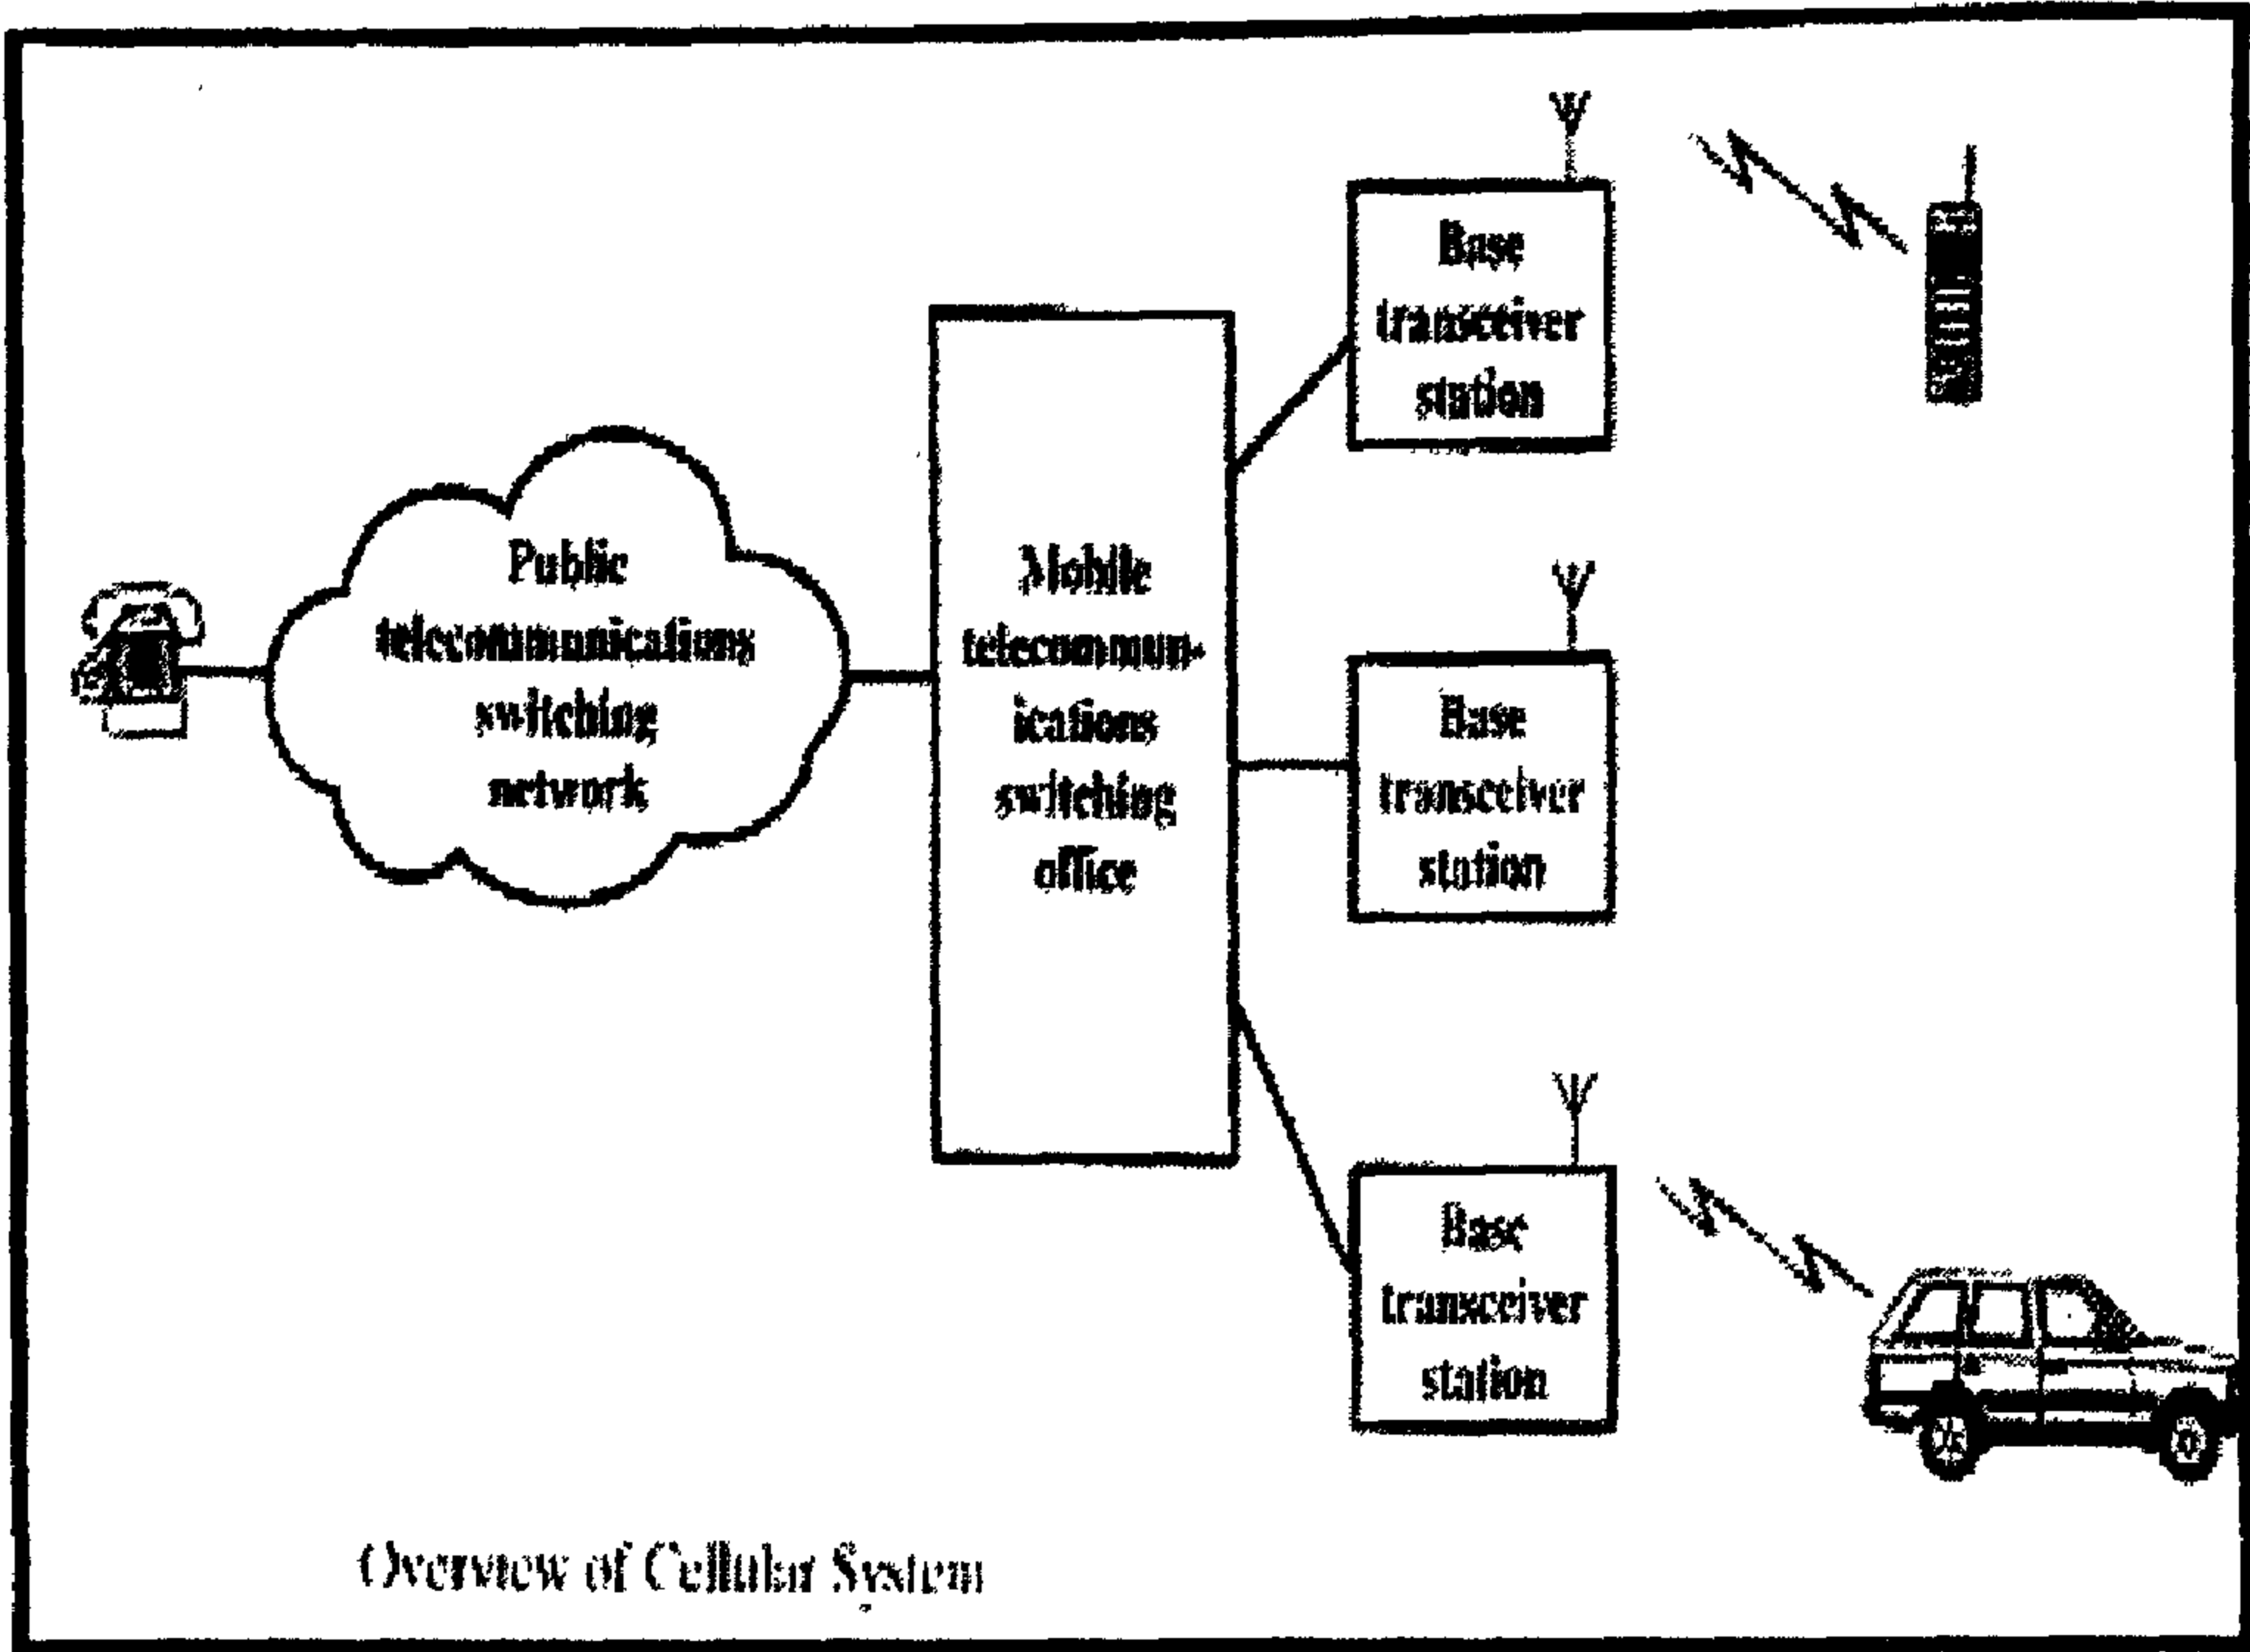 Public
telecommunications
switching
network
Mobile
telecommun-
ications
switching
office
Base
transceiver
station
Base
transceiver
station
Base
transceiver
station
Overview of Cellular System